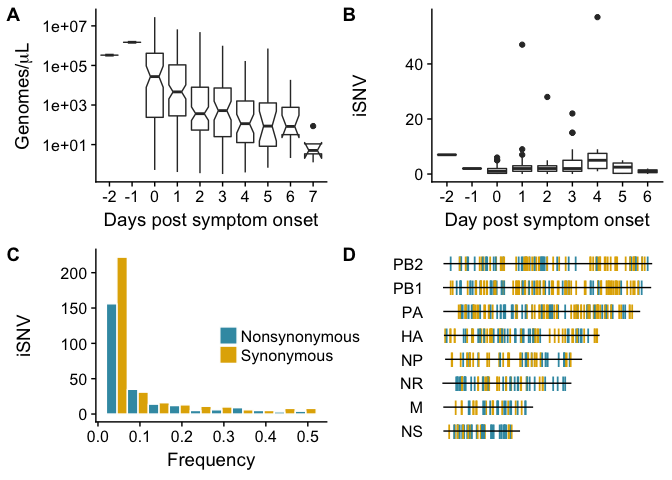 A
Genomes/μL
1e+07
1e+05
1e+03
1e+01
-2 -1 0 1 2 3 4 5 6 7
Days post symptom onset
B
iSNV
40
20
0
-2 -1 0 1 2 3 4 5 6
Day post symptom onset
C
iSNV
200
150
100
50
0
0.0 0.1 0.2 0.3 0.4 0.5
Frequency
Nonsynonymous
Synonymous
D
PB2
PB1
PA
HA
NP
NR
M
NS